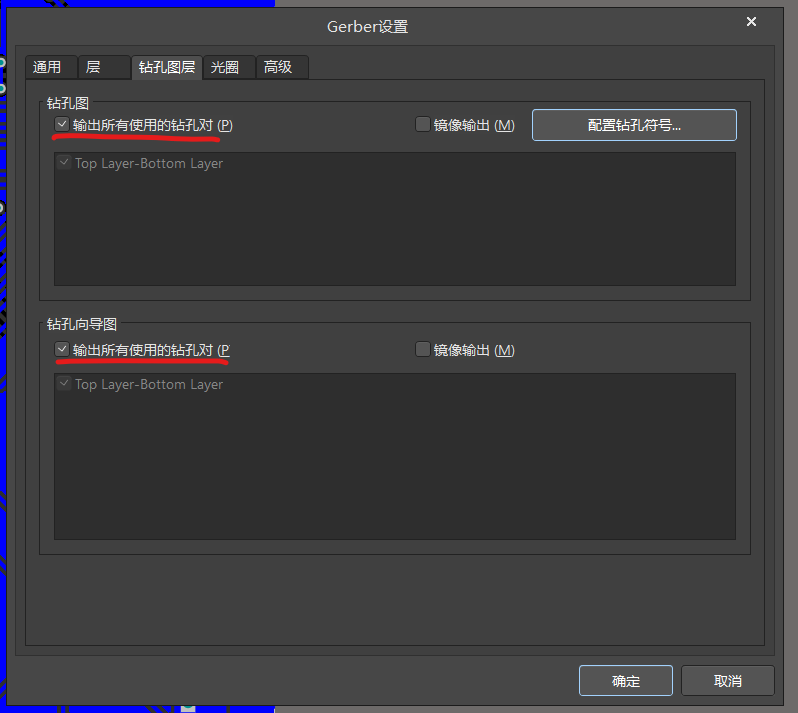 Gerber设置
通用 层 钻孔图层 光圈 高级
钻孔图
输出所有使用的钻孔对 (P) 镜像输出 (M) 配置钻孔符号...
Top Layer-Bottom Layer
钻孔向导图
输出所有使用的钻孔对 (P 镜像输出 (M)
Top Layer-Bottom Layer
确定 取消